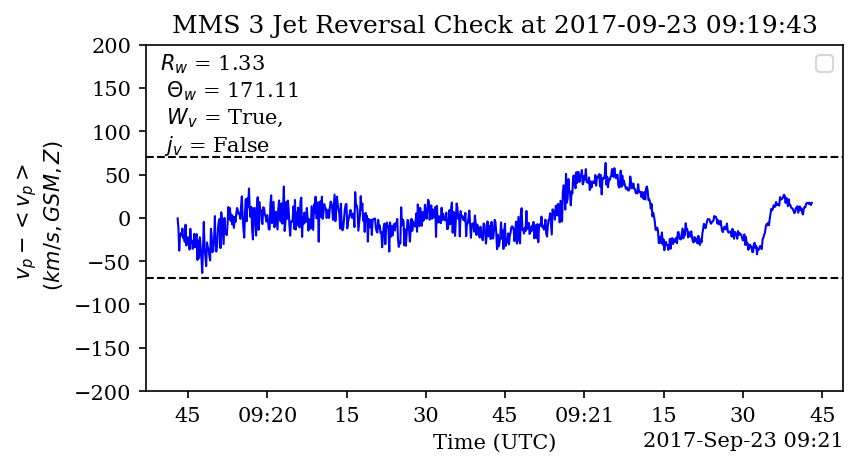 MMS 3 Jet Reversal Check at 2017-09-23 09:19:43
R_w = 1.33
Θ_w = 171.11
W_v = True,
j_v = False
v_p − < v_p >
(km/s, GSM, Z)
200
150
100
50
0
−50
−100
−150
−200
45 09:20 15 30 45 09:21 15 30 45
Time (UTC)
2017-Sep-23 09:21